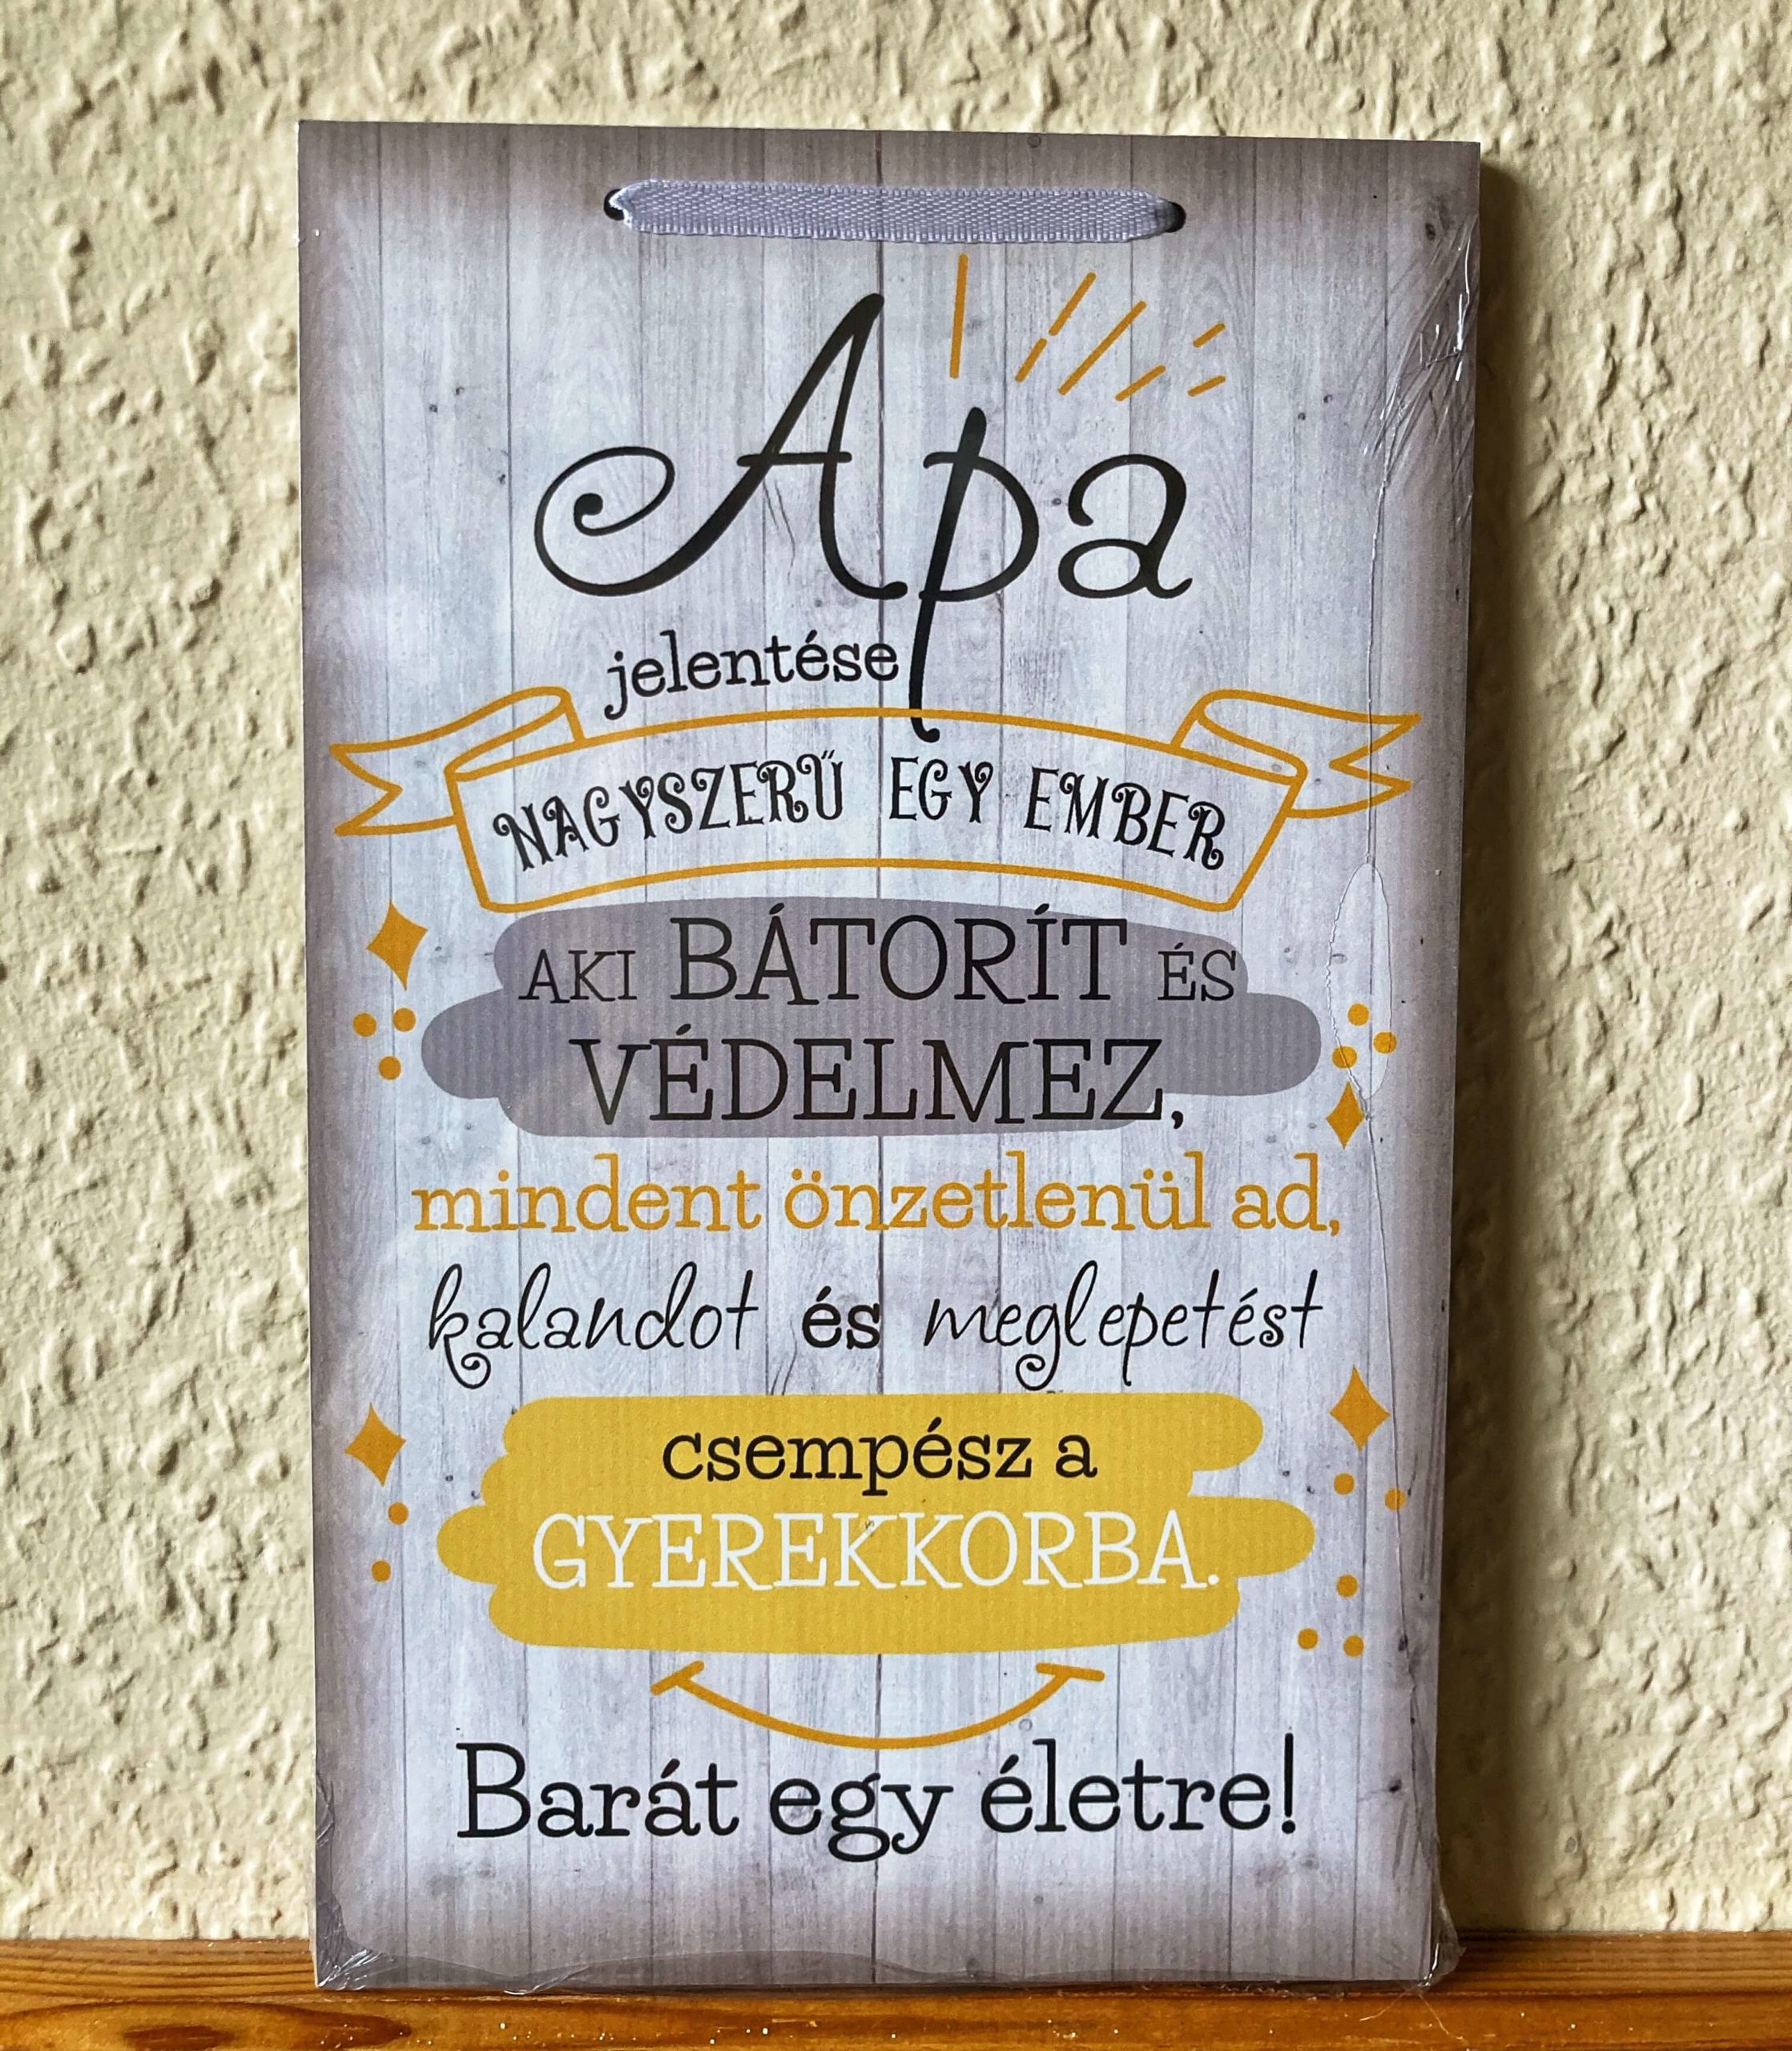 Apa
jelentése
NAGYSZERŰ EGY EMBER
AKI BÁTORÍT ÉS
VÉDELMEZ,
mindent önzetlenül ad,
kalandot és meglepetést
csempész a
GYEREKKORBA.
Barát egy életre!